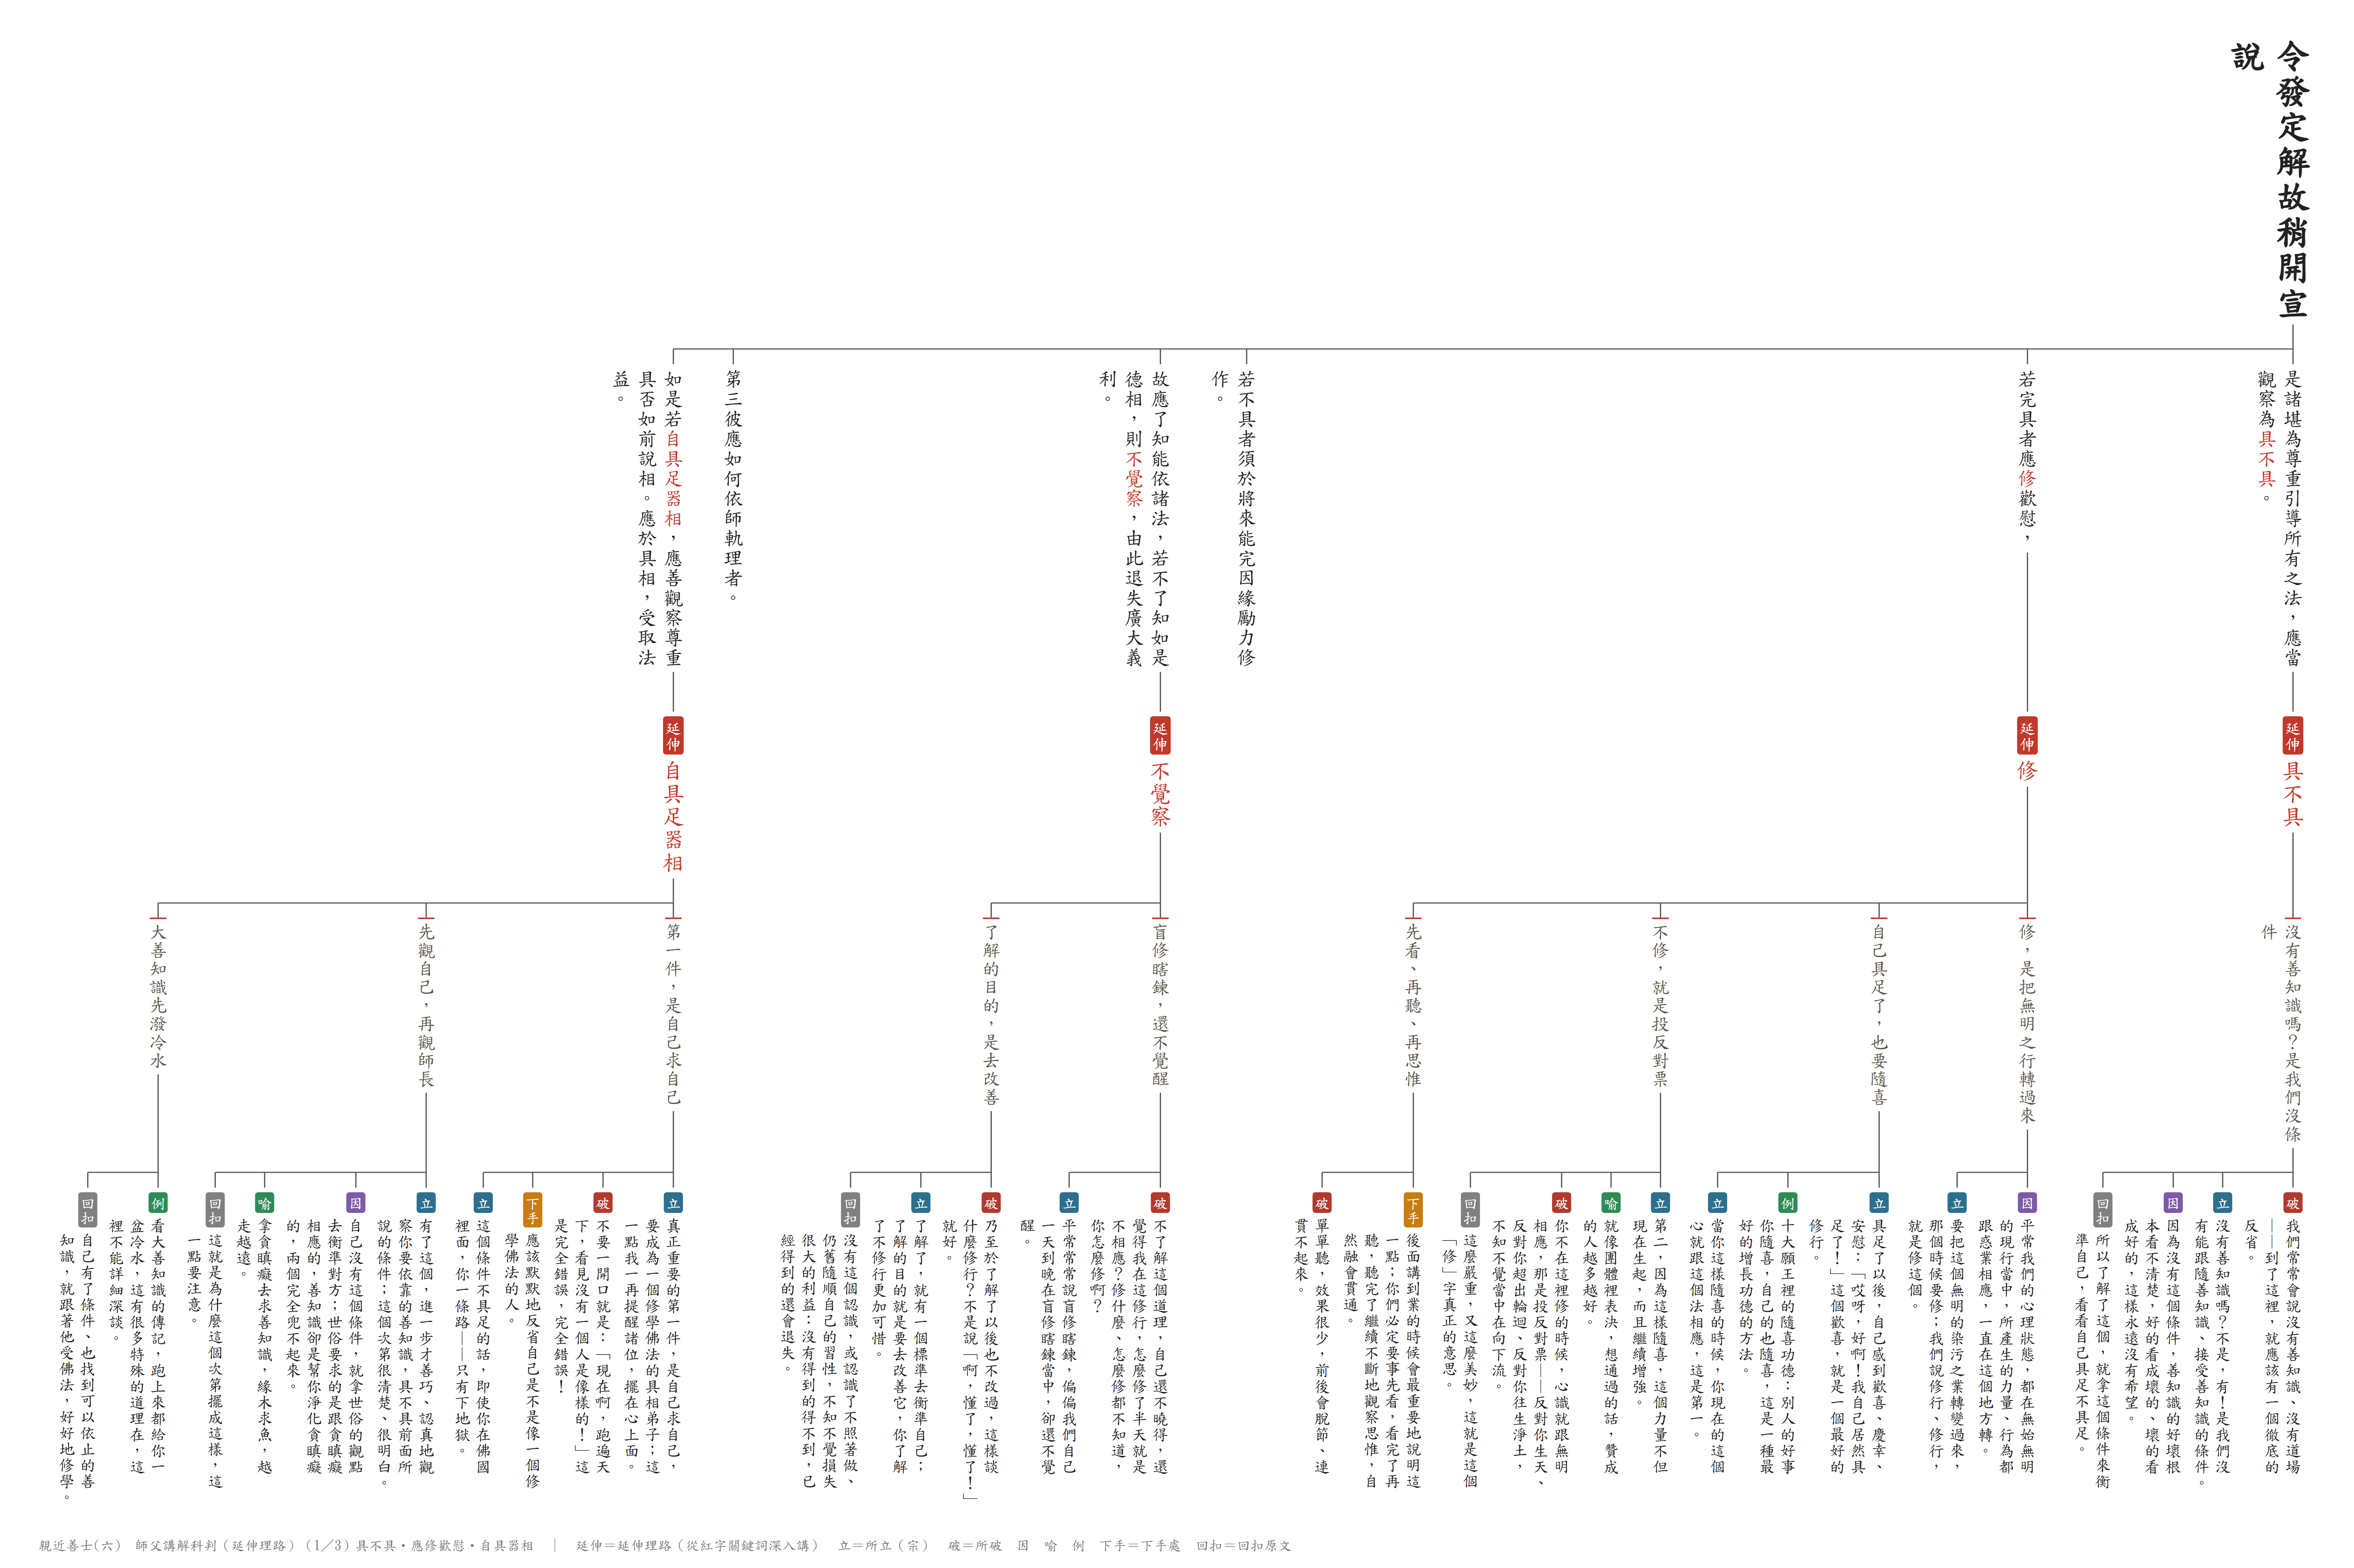 令發定解故稍開宣
說
是諸堪為尊重引導所有之法，應當
觀察為具不具。
若完具者應修歡慰，
若不具者須於將來能完因緣勵力修
作。
故應了知能依諸法，若不了知如是
德相，則不覺察，由此退失廣大義
利。
第三彼應如何依師軌理者。
如是若自具足器相，應善觀察尊重
具否如前說相。應於具相，受取法
益。
延伸
具不具
延伸
修
延伸
不覺察
延伸
自具足器相
沒有善知識嗎？是我們沒條
件
修，是把無明之行轉過來
自己具足了，也要隨喜
不修，就是投反對票
先看、再聽、再思惟
盲修瞎鍊，還不覺醒
了解的目的，是去改善
第一件，是自己求自己
先觀自己，再觀師長
大善知識先潑冷水
破
我們常常會說沒有善知識、沒有道場
——到了這裡，就應該有一個徹底的
反省。
立
沒有善知識嗎？不是，有！是我們沒
有能跟隨善知識、接受善知識的條件。
因
因為沒有這個條件，善知識的好壞根
本看不清楚，好的看成壞的、壞的看
成好的，這樣永遠沒有希望。
回扣
所以了解了這個，就拿這個條件來衡
準自己，看看自己具足不具足。
因
平常我們的心理狀態，都在無始無明
的現行當中，所產生的力量、行為都
跟惑業相應，一直在這個地方轉。
立
要把這個無明的染污之業轉變過來，
那個時候要修；我們說修行、修行，
就是修這個。
立
具足了以後，自己感到歡喜、慶幸、
安慰：「哎呀，好啊！我自己居然具
足了！」這個歡喜，就是一個最好的
修行。
例
十大願王裡的隨喜功德：別人的好事
你隨喜，自己的也隨喜，這是一種最
好的增長功德的方法。
立
當你這樣隨喜的時候，你現在的這個
心就跟這個法相應，這是第一。
立
第二，因為這樣隨喜，這個力量不但
現在生起，而且繼續增強。
喻
就像團體裡表決，想通過的話，贊成
的人越多越好。
破
你不在這裡修的時候，心識就跟無明
相應，那是投反對票——反對你生天、
反對你超出輪迴、反對你往生淨土，
不知不覺當中在向下流。
回扣
這麼嚴重，又這麼美妙，這就是這個
「修」字真正的意思。
下手
後面講到業的時候會最重要地說明這
一點；你們必定要事先看，看完了再
聽，聽完了繼續不斷地觀察思惟，自
然融會貫通。
破
單單聽，效果很少，前後會脫節、連
貫不起來。
破
不了解這個道理，自己還不曉得，還
覺得我在這修行，怎麼修了半天就是
不相應？修什麼、怎麼修都不知道，
你怎麼修啊？
立
平常常常說盲修瞎鍊，偏偏我們自己
一天到晚在盲修瞎鍊當中，卻還不覺
醒。
破
乃至於了解了以後也不改過，這樣談
什麼修行？不是說「啊，懂了，懂了！」
就好。
立
了解了，就有一個標準去衡準自己；
了解的目的就是要去改善它，你了解
了不修行更加可惜。
回扣
沒有這個認識，或認識了不照著做、
仍舊隨順自己的習性，不知不覺損失
很大的利益：沒有得到的得不到，已
經得到的還會退失。
立
真正重要的第一件，是自己求自己，
要成為一個修學佛法的具相弟子；這
一點我一再提醒諸位，擺在心上面。
破
不要一開口就是：「現在啊，跑遍天
下，看見沒有一個人是像樣的！」這
是完全錯誤，完全錯誤！
下手
應該默默地反省自己是不是像一個修
學佛法的人。
立
這個條件不具足的話，即使你在佛國
裡面，你一條路——只有下地獄。
立
有了這個，進一步才善巧、認真地觀
察你要依靠的善知識，具不具前面所
說的條件；這個次第很清楚、很明白。
因
自己沒有這個條件，就拿世俗的觀點
去衡準對方；世俗要求的是跟貪瞋癡
相應的，善知識卻是幫你淨化貪瞋癡
的，兩個完全兜不起來。
喻
拿貪瞋癡去求善知識，緣木求魚，越
走越遠。
回扣
這就是為什麼這個次第擺成這樣，這
一點要注意。
例
看大善知識的傳記，跑上來都給你一
盆冷水，這有很多特殊的道理在，這
裡不能詳細深談。
回扣
自己有了條件、也找到可以依止的善
知識，就跟著他受佛法，好好地修學。
親近善士（六）　師父講解科判（延伸理路）（1／3）具不具・應修歡慰・自具器相　｜　延伸＝延伸理路（從紅字關鍵詞深入講）　立＝所立（宗）　破＝所破　因　喻　例　下手＝下手處　回扣＝回扣原文